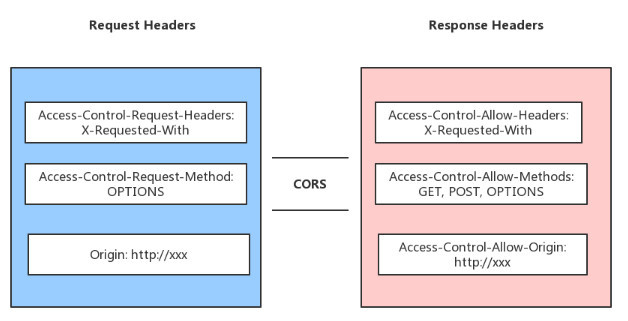 Request Headers
Response Headers
Access-Control-Request-Headers:
X-Requested-With
Access-Control-Request-Method:
OPTIONS
Origin: http://xxx
CORS
Access-Control-Allow-Headers:
X-Requested-With
Access-Control-Allow-Methods:
GET, POST, OPTIONS
Access-Control-Allow-Origin:
http://xxx